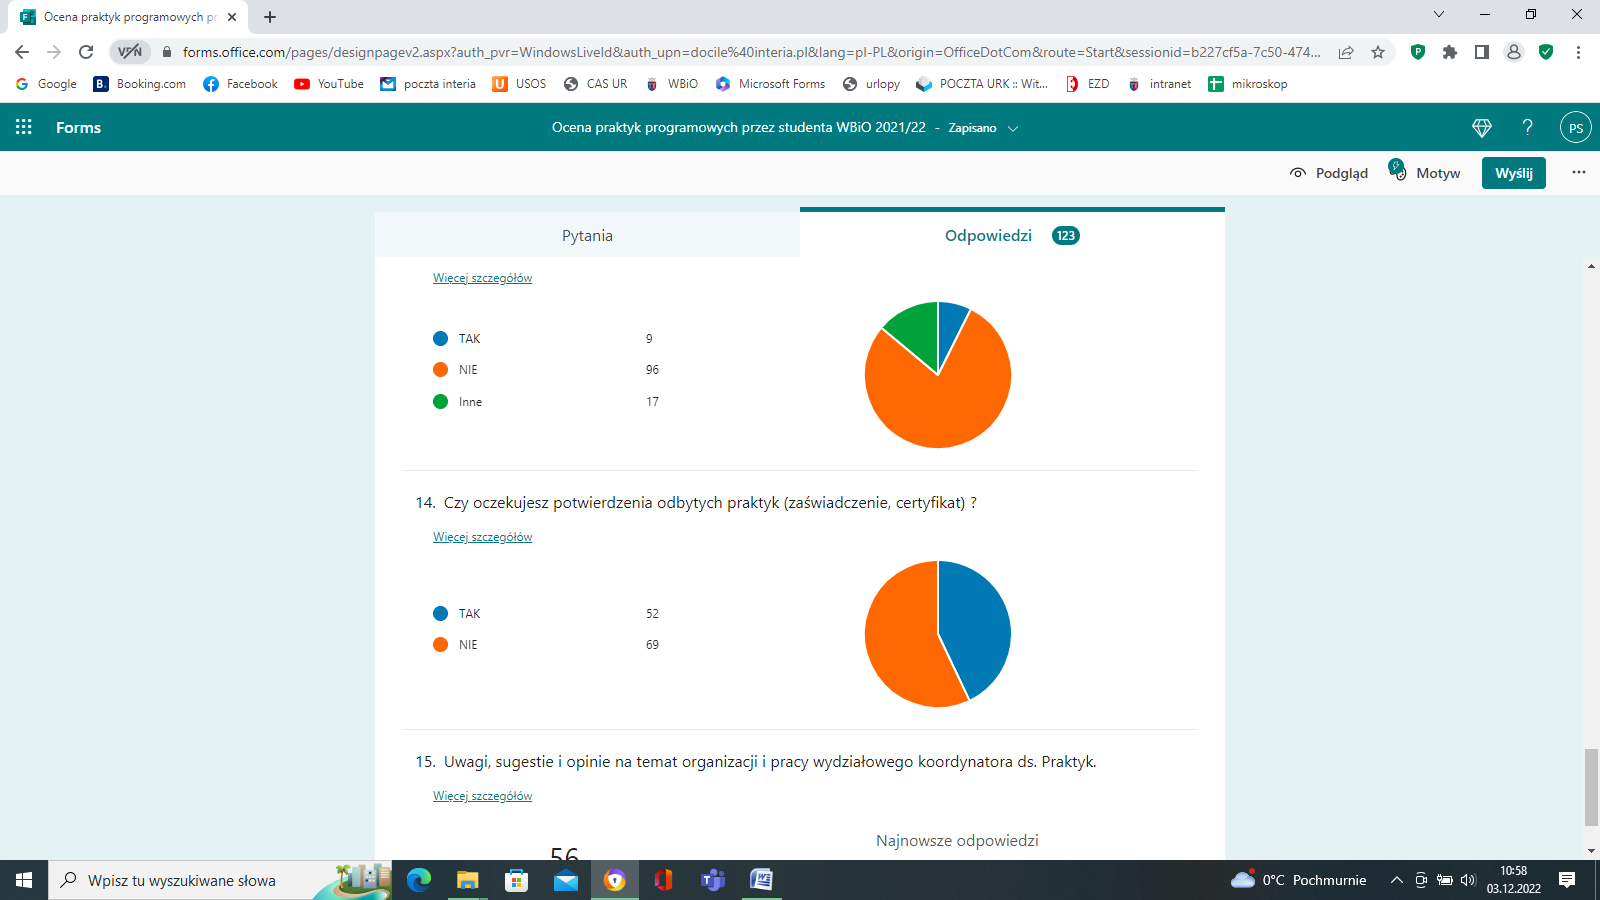 Ocena praktyk programowych pr
VPN
forms.office.com/pages/designpagev2.aspx?auth_pvr=WindowsLiveId&auth_upn=docile%40interia.pl&lang=pl-PL&origin=OfficeDotCom&route=Start&sessionid=b227cf5a-7c50-474...
Google Booking.com Facebook YouTube poczta interia USOS CAS UR WBiO Microsoft Forms urlopy POCZTA URK :: Wit... EZD intranet mikroskop
Forms
Ocena praktyk programowych przez studenta WBiO 2021/22 - Zapisano
? PS
Podgląd Motyw Wyślij ...
Pytania
Odpowiedzi 123
Więcej szczegółów
TAK 9
NIE 96
Inne 17
14. Czy oczekujesz potwierdzenia odbytych praktyk (zaświadczenie, certyfikat) ?
Więcej szczegółów
TAK 52
NIE 69
15. Uwagi, sugestie i opinie na temat organizacji i pracy wydziałowego koordynatora ds. Praktyk.
Więcej szczegółów
Najnowsze odpowiedzi
56
Wpisz tu wyszukiwane słowa
0°C Pochmurnie
10:58
03.12.2022